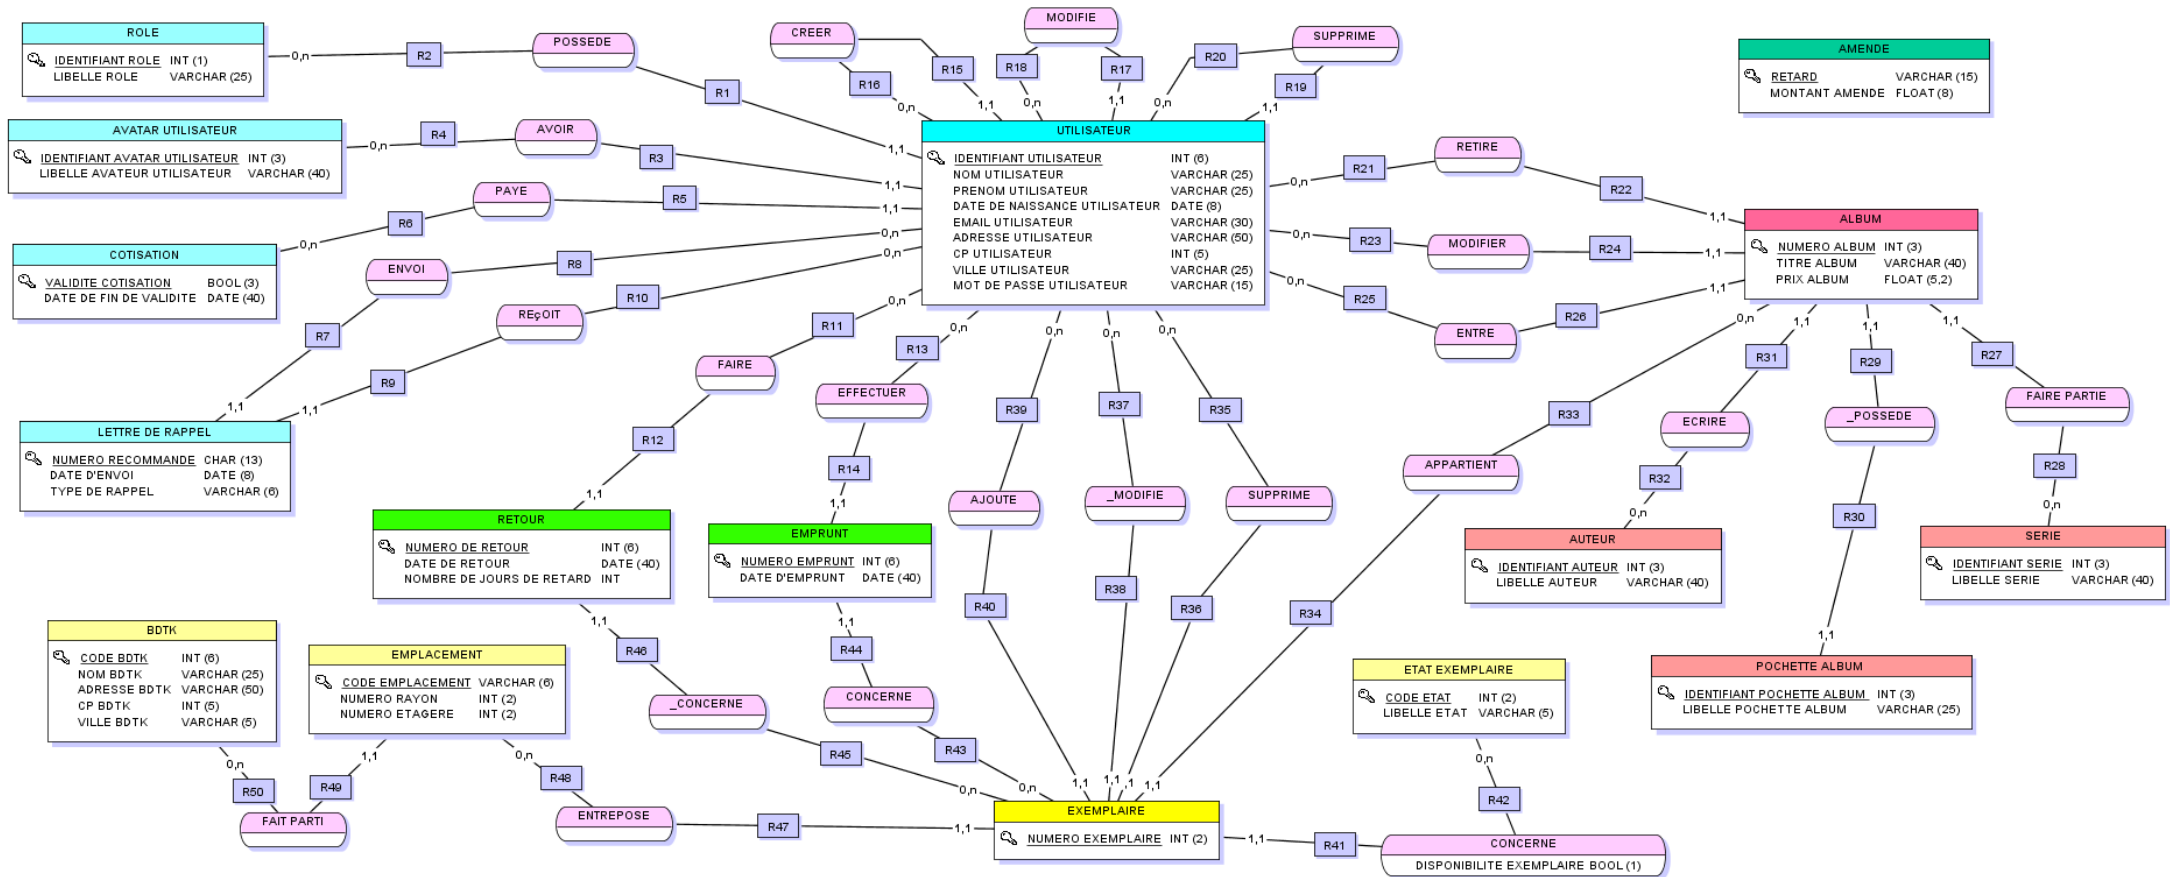 ROLE
IDENTIFIANT ROLE INT (1)
LIBELLE ROLE VARCHAR (25)
0,n
R2
POSSEDE
R1
1,1
CREER
R16
0,n
R15
1,1
MODIFIE
R18
0,n
R17
1,1
SUPPRIME
R20
0,n
R19
1,1
AMENDE
RETARD VARCHAR (15)
MONTANT AMENDE FLOAT (8)
AVATAR UTILISATEUR
IDENTIFIANT AVATAR UTILISATEUR INT (3)
LIBELLE AVATEUR UTILISATEUR VARCHAR (40)
0,n
R4
AVOIR
R3
1,1
UTILISATEUR
IDENTIFIANT UTILISATEUR INT (6)
NOM UTILISATEUR VARCHAR (25)
PRENOM UTILISATEUR VARCHAR (25)
DATE DE NAISSANCE UTILISATEUR DATE (8)
EMAIL UTILISATEUR VARCHAR (30)
ADRESSE UTILISATEUR VARCHAR (50)
CP UTILISATEUR INT (5)
VILLE UTILISATEUR VARCHAR (25)
MOT DE PASSE UTILISATEUR VARCHAR (15)
0,n
R21
RETIRE
R22
1,1
0,n
R23
MODIFIER
R24
1,1
0,n
R25
ENTRE
R26
1,1
ALBUM
NUMERO ALBUM INT (3)
TITRE ALBUM VARCHAR (40)
PRIX ALBUM FLOAT (5,2)
PAYE
R5
1,1
R6
0,n
COTISATION
VALIDITE COTISATION BOOL (3)
DATE DE FIN DE VALIDITE DATE (40)
ENVOI
R8
0,n
R7
1,1
REçOIT
R10
0,n
R9
1,1
LETTRE DE RAPPEL
NUMERO RECOMMANDE CHAR (13)
DATE D'ENVOI DATE (8)
TYPE DE RAPPEL VARCHAR (6)
0,n
R11
FAIRE
R12
1,1
0,n
R13
EFFECTUER
R14
1,1
0,n
R39
AJOUTE
R40
1,1
0,n
R37
_MODIFIE
R38
1,1
0,n
R35
SUPPRIME
R36
1,1
0,n
R33
APPARTIENT
R34
1,1
1,1
R31
ECRIRE
R32
0,n
1,1
R29
_POSSEDE
R30
1,1
1,1
R27
FAIRE PARTIE
R28
0,n
RETOUR
NUMERO DE RETOUR INT (6)
DATE DE RETOUR DATE (40)
NOMBRE DE JOURS DE RETARD INT
EMPRUNT
NUMERO EMPRUNT INT (6)
DATE D'EMPRUNT DATE (40)
AUTEUR
IDENTIFIANT AUTEUR INT (3)
LIBELLE AUTEUR VARCHAR (40)
SERIE
IDENTIFIANT SERIE INT (3)
LIBELLE SERIE VARCHAR (40)
BDTK
CODE BDTK INT (6)
NOM BDTK VARCHAR (25)
ADRESSE BDTK VARCHAR (50)
CP BDTK INT (5)
VILLE BDTK VARCHAR (5)
EMPLACEMENT
CODE EMPLACEMENT VARCHAR (6)
NUMERO RAYON INT (2)
NUMERO ETAGERE INT (2)
1,1
R46
_CONCERNE
R45
0,n
1,1
R44
CONCERNE
R43
0,n
ETAT EXEMPLAIRE
CODE ETAT INT (2)
LIBELLE ETAT VARCHAR (5)
POCHETTE ALBUM
IDENTIFIANT POCHETTE ALBUM INT (3)
LIBELLE POCHETTE ALBUM VARCHAR (25)
0,n
R50
FAIT PARTI
R49
1,1
0,n
R48
ENTREPOSE
R47
1,1
EXEMPLAIRE
NUMERO EXEMPLAIRE INT (2)
1,1
R41
0,n
R42
CONCERNE
DISPONIBILITE EXEMPLAIRE BOOL (1)